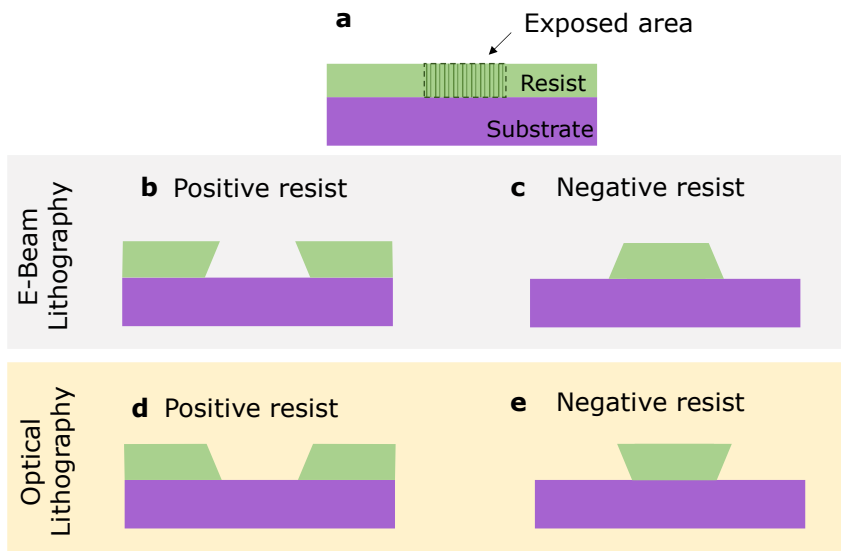 a
Exposed area
Resist
Substrate
E-Beam
Lithography
b Positive resist
c Negative resist
Optical
Lithography
d Positive resist
e Negative resist